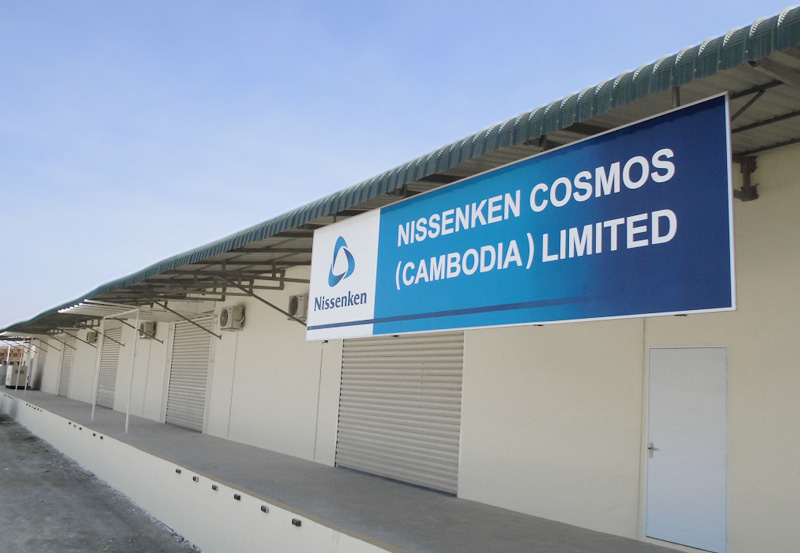 Nissenken
NISSENKEN COSMOS
(CAMBODIA) LIMITED